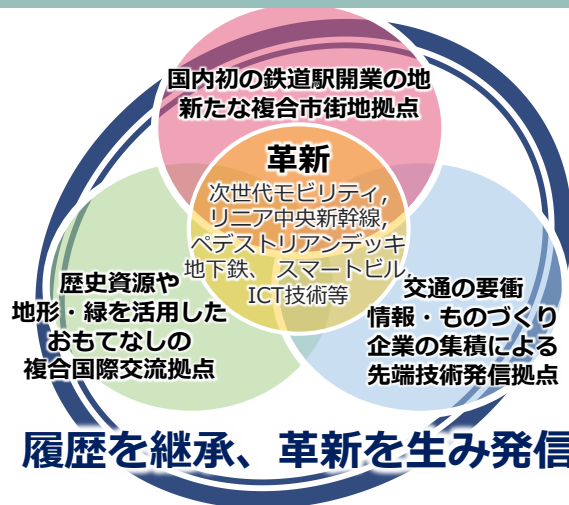 国内初の鉄道駅開業の地
新たな複合市街地拠点
革新
次世代モビリティ,
リニア中央新幹線,
ペデストリアンデッキ
地下鉄、 スマートビル,
ICT技術等
歴史資源や
地形・緑を活用した
おもてなしの
複合国際交流拠点
交通の要衝
情報・ものづくり
企業の集積による
先端技術発信拠点
履歴を継承、革新を生み発信